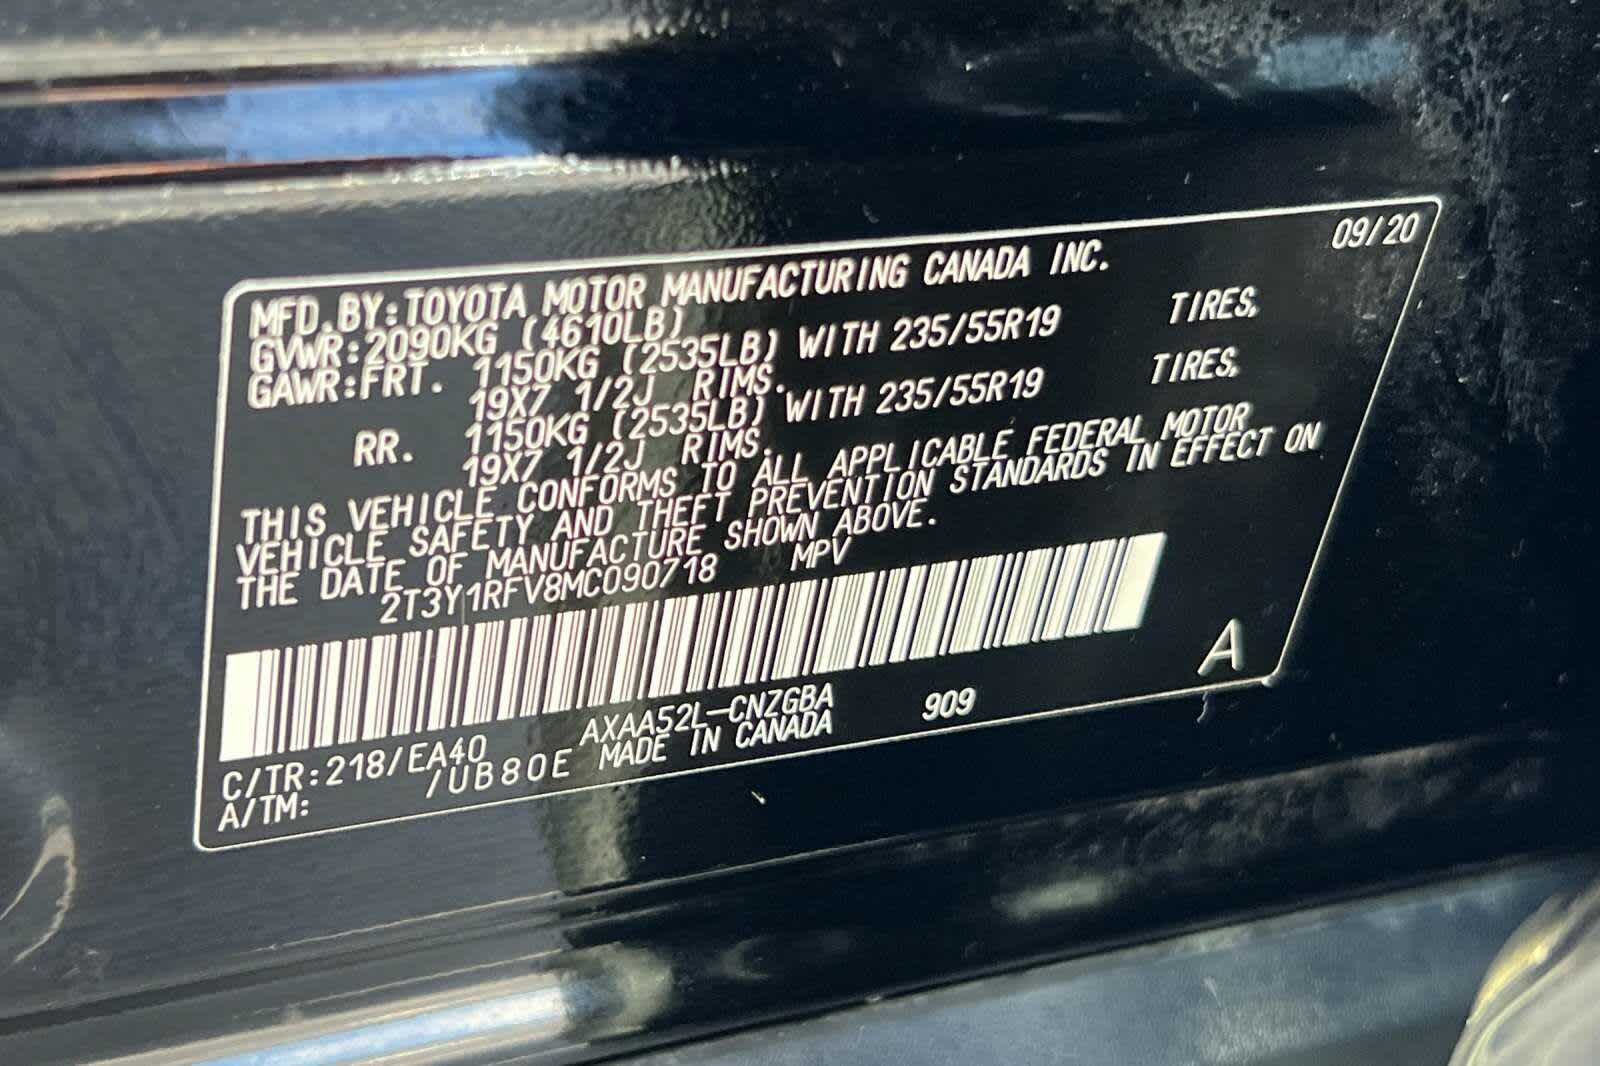 09/20
MFD.BY:TOYOTA MOTOR MANUFACTURING CANADA INC.
GVWR:2090KG (4610LB)
GAWR:FRT. 1150KG (2535LB) WITH 235/55R19 TIRES,
19X7 1/2J RIMS.
RR. 1150KG (2535LB) WITH 235/55R19 TIRES,
19X7 1/2J RIMS.
THIS VEHICLE CONFORMS TO ALL APPLICABLE FEDERAL MOTOR
VEHICLE SAFETY AND THEFT PREVENTION STANDARDS IN EFFECT ON
THE DATE OF MANUFACTURE SHOWN ABOVE.
2T3Y1RFV8MC090718 MPV
C/TR:218/EA40 AXAA52L-CNZGBA 909 A
A/TM: /UB80E MADE IN CANADA